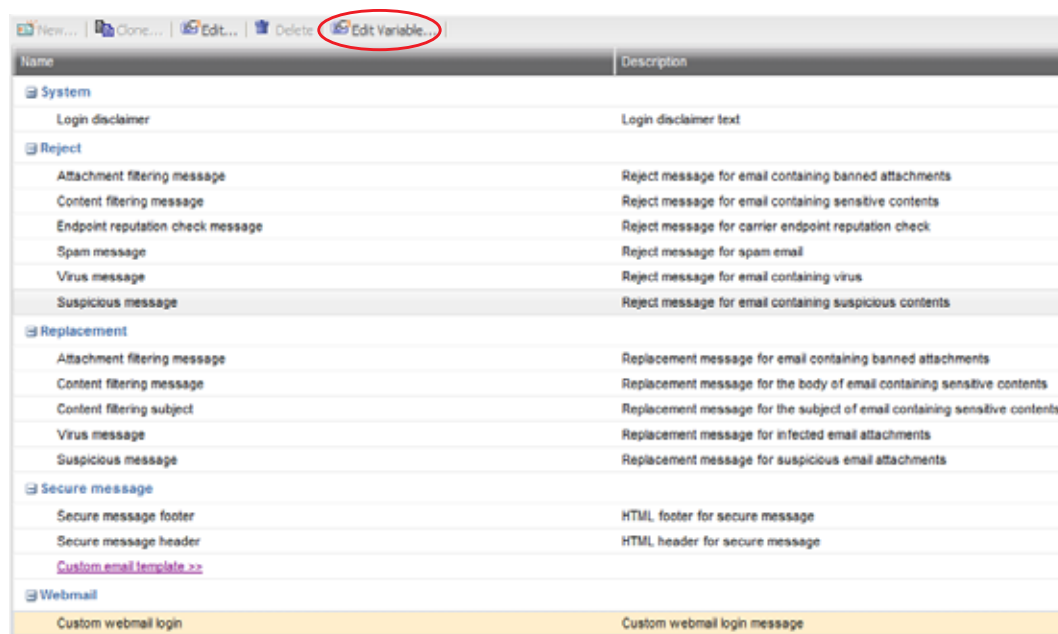 New... Clone... Edit... Delete Edit Variable...
Name Description
System
Login disclaimer Login disclaimer text
Reject
Attachment filtering message Reject message for email containing banned attachments
Content filtering message Reject message for email containing sensitive contents
Endpoint reputation check message Reject message for carrier endpoint reputation check
Spam message Reject message for spam email
Virus message Reject message for email containing virus
Suspicious message Reject message for email containing suspicious contents
Replacement
Attachment filtering message Replacement message for email containing banned attachments
Content filtering message Replacement message for the body of email containing sensitive contents
Content filtering subject Replacement message for the subject of email containing sensitive contents
Virus message Replacement message for infected email attachments
Suspicious message Replacement message for suspicious email attachments
Secure message
Secure message footer HTML footer for secure message
Secure message header HTML header for secure message
Custom email template >>
Webmail
Custom webmail login Custom webmail login message